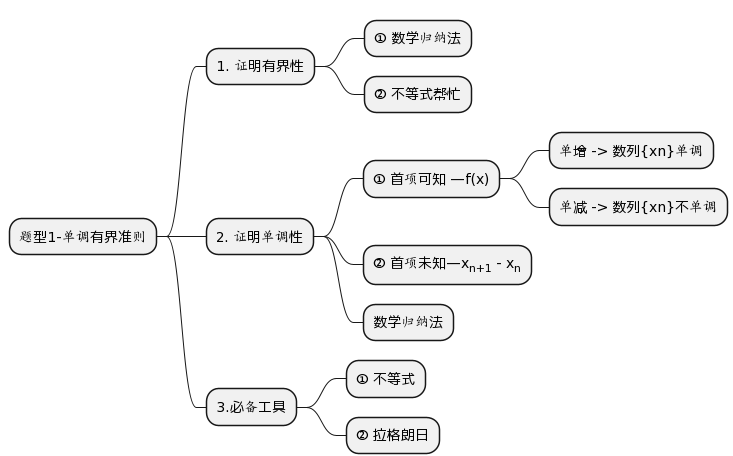 题型1-单调有界准则
1. 证明有界性
① 数学归纳法
② 不等式帮忙
2. 证明单调性
① 首项可知 —f(x)
单增 -> 数列{xn}单调
单减 -> 数列{xn}不单调
② 首项未知—xn+1 - xn
数学归纳法
3.必备工具
① 不等式
② 拉格朗日